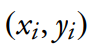 (xᵢ, yᵢ)